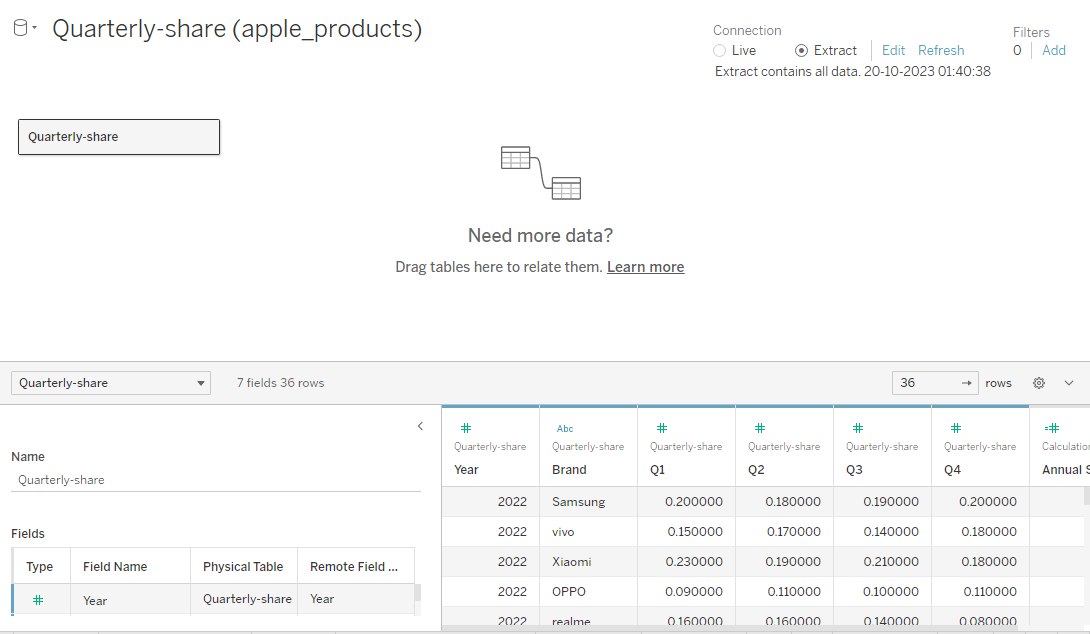 Quarterly-share (apple_products)
Connection
Live Extract Edit Refresh
Extract contains all data. 20-10-2023 01:40:38
Filters
0 Add
Quarterly-share
Need more data?
Drag tables here to relate them. Learn more
Quarterly-share 7 fields 36 rows 36 → rows
Name
Quarterly-share
Fields
Type Field Name Physical Table Remote Field ...
# Year Quarterly-share Year
# Abc # # # # =#
Quarterly-share Quarterly-share Quarterly-share Quarterly-share Quarterly-share Quarterly-share Calculation
Year Brand Q1 Q2 Q3 Q4 Annual S
2022 Samsung 0.200000 0.180000 0.190000 0.200000
2022 vivo 0.150000 0.170000 0.140000 0.180000
2022 Xiaomi 0.230000 0.190000 0.210000 0.180000
2022 OPPO 0.090000 0.110000 0.100000 0.110000
2022 realme 0.160000 0.160000 0.140000 0.080000